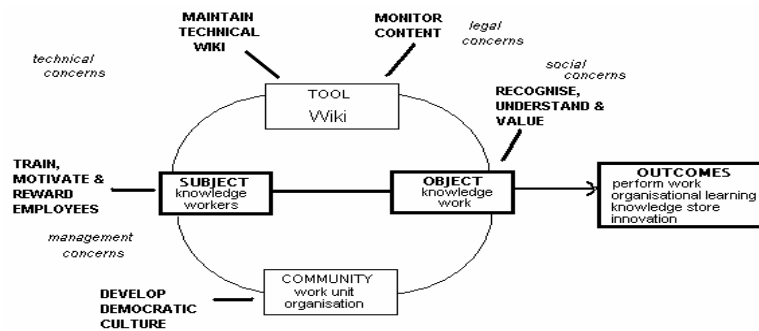 MAINTAIN
TECHNICAL
WIKI
MONITOR
CONTENT
legal
concerns
technical
concerns
social
concerns
RECOGNISE,
UNDERSTAND &
VALUE
TOOL
Wiki
TRAIN,
MOTIVATE &
REWARD
EMPLOYEES
SUBJECT
knowledge
workers
OBJECT
knowledge
work
OUTCOMES
perform work
organisational learning
knowledge store
innovation
management
concerns
COMMUNITY
work unit
organisation
DEVELOP
DEMOCRATIC
CULTURE